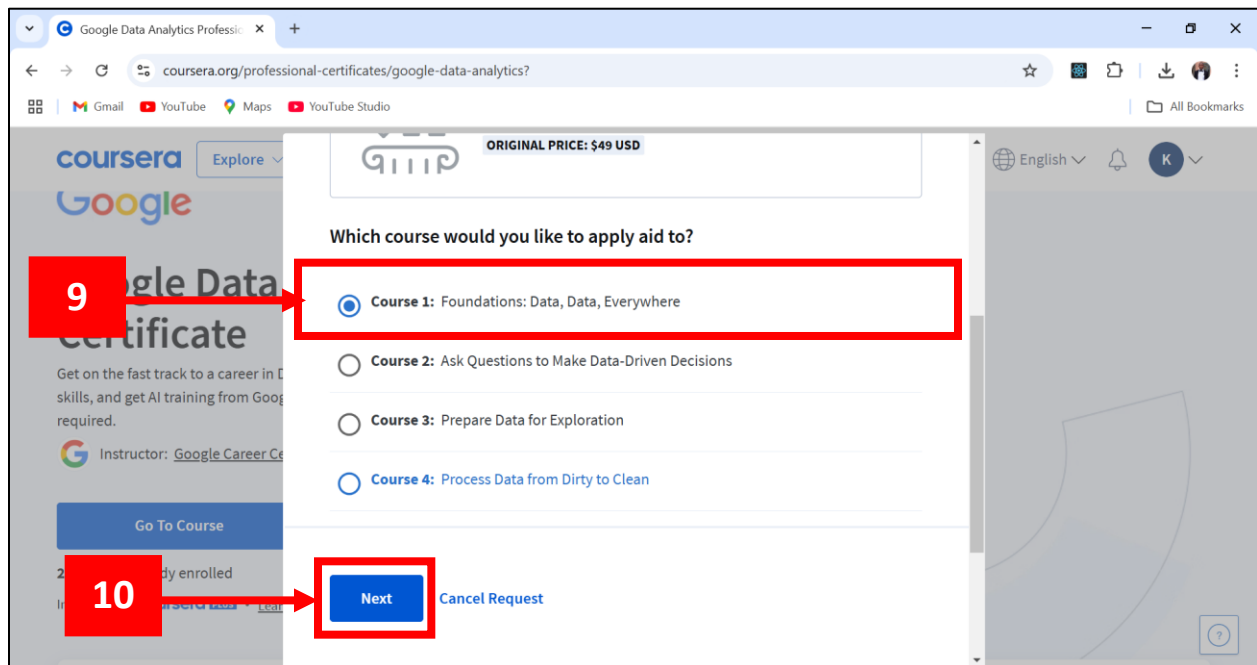 Google Data Analytics Professic
coursera.org/professional-certificates/google-data-analytics?
Gmail YouTube Maps YouTube Studio All Bookmarks
coursera Explore English K
ORIGINAL PRICE: $49 USD
Google
Which course would you like to apply aid to?
9
ogle Data
Certificate
Course 1: Foundations: Data, Data, Everywhere
Course 2: Ask Questions to Make Data-Driven Decisions
Get on the fast track to a career in D
skills, and get AI training from Goog
required.
Course 3: Prepare Data for Exploration
Instructor: Google Career Ce
Course 4: Process Data from Dirty to Clean
Go To Course
2 dy enrolled
10
Next Cancel Request
?